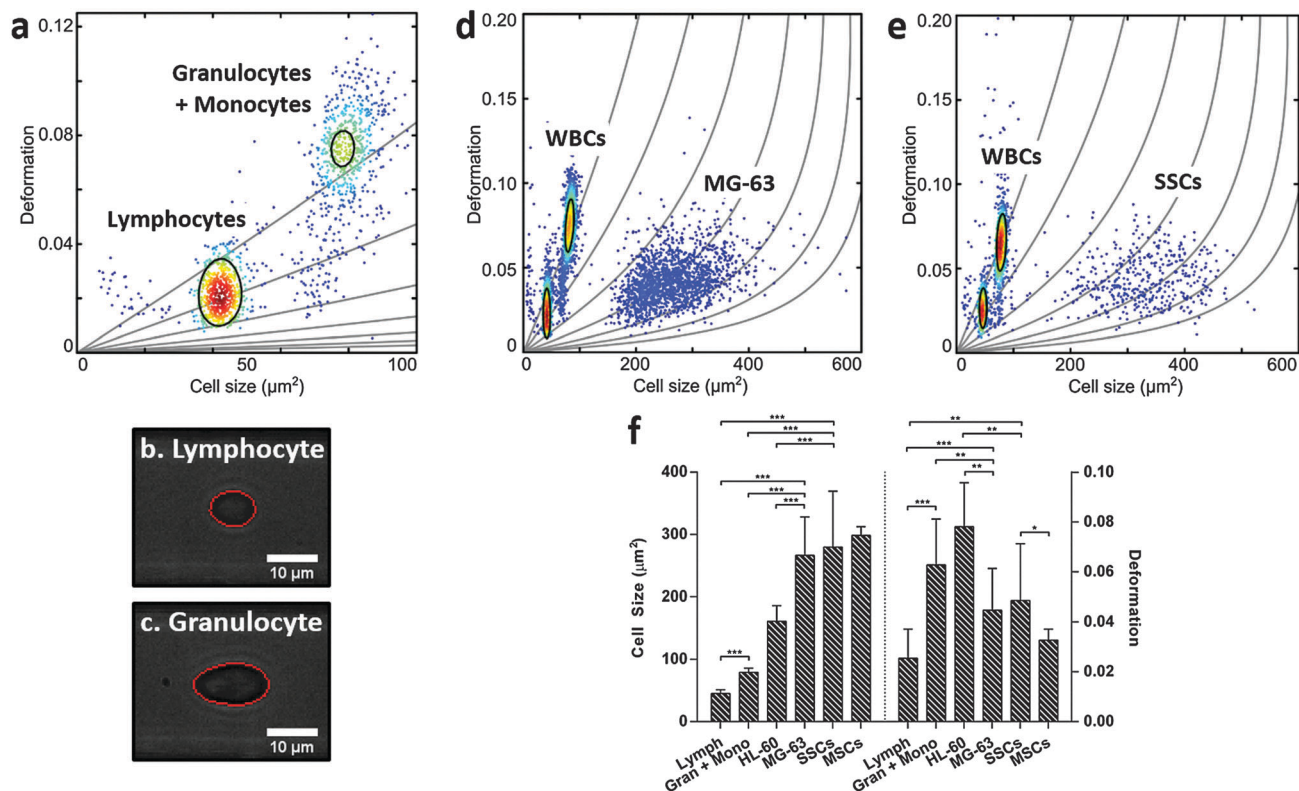 a
Deformation
0.12
0.08
0.04
0
Granulocytes
+ Monocytes
Lymphocytes
0
50
100
Cell size (µm²)
d
Deformation
0.20
0.15
0.10
0.05
0
WBCs
MG-63
0
200
400
600
Cell size (µm²)
e
Deformation
0.20
0.15
0.10
0.05
0
WBCs
SSCs
0
200
400
600
Cell size (µm²)
b. Lymphocyte
10 µm
c. Granulocyte
10 µm
f
Cell Size (µm²)
400
300
200
100
0
***
***
***
***
***
***
***
Lymph
Gran + Mono
HL-60
MG-63
SSCs
MSCs
**
**
***
**
**
***
*
Lymph
Gran + Mono
HL-60
MG-63
SSCs
MSCs
0.10
0.08
0.06
0.04
0.02
0.00
Deformation